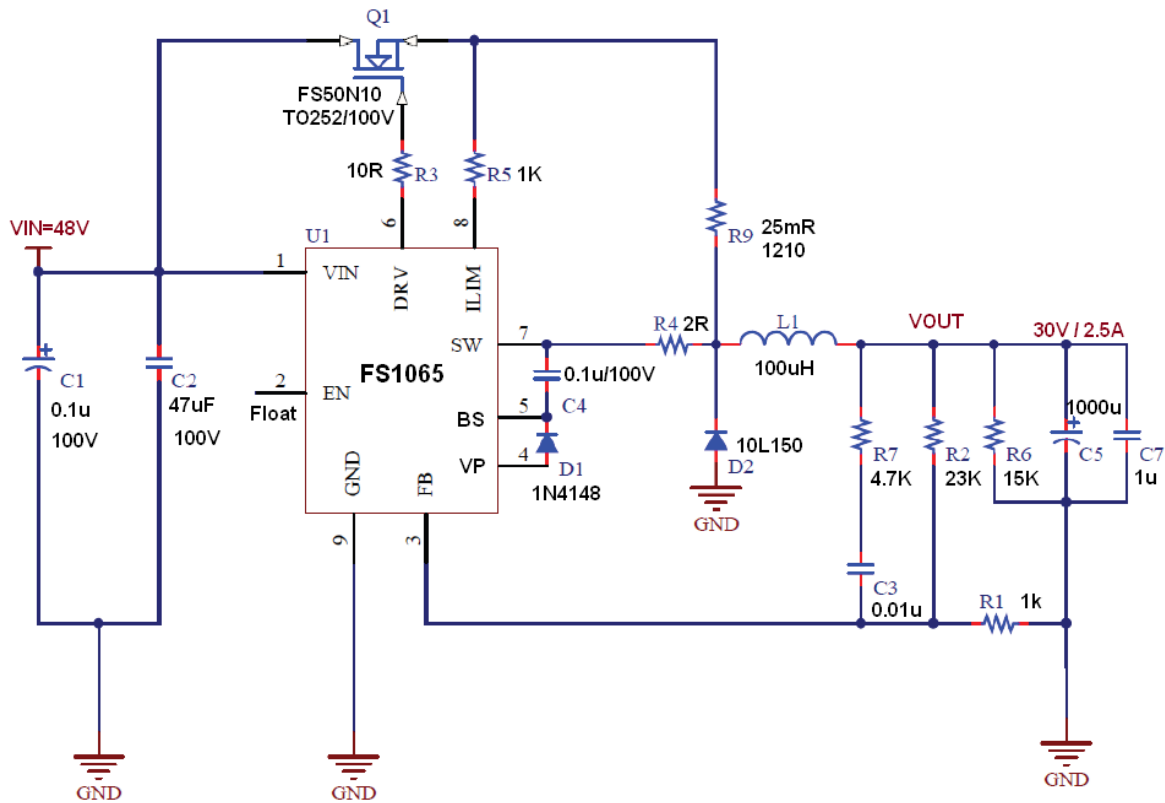 Q1
FS50N10
TO252/100V
10R
R3
R5
1K
6
8
VIN=48V
U1
R9
25mR
1210
1
VIN
DRV
ILIM
C1
0.1u
100V
C2
47uF
100V
2
EN
Float
FS1065
SW
7
R4
2R
L1
100uH
VOUT
30V / 2.5A
0.1u/100V
C4
BS
5
VP
4
D1
1N4148
10L150
D2
GND
R7
4.7K
R2
23K
R6
15K
1000u
C5
C7
1u
GND
FB
9
3
C3
0.01u
R1
1k
GND
GND
GND